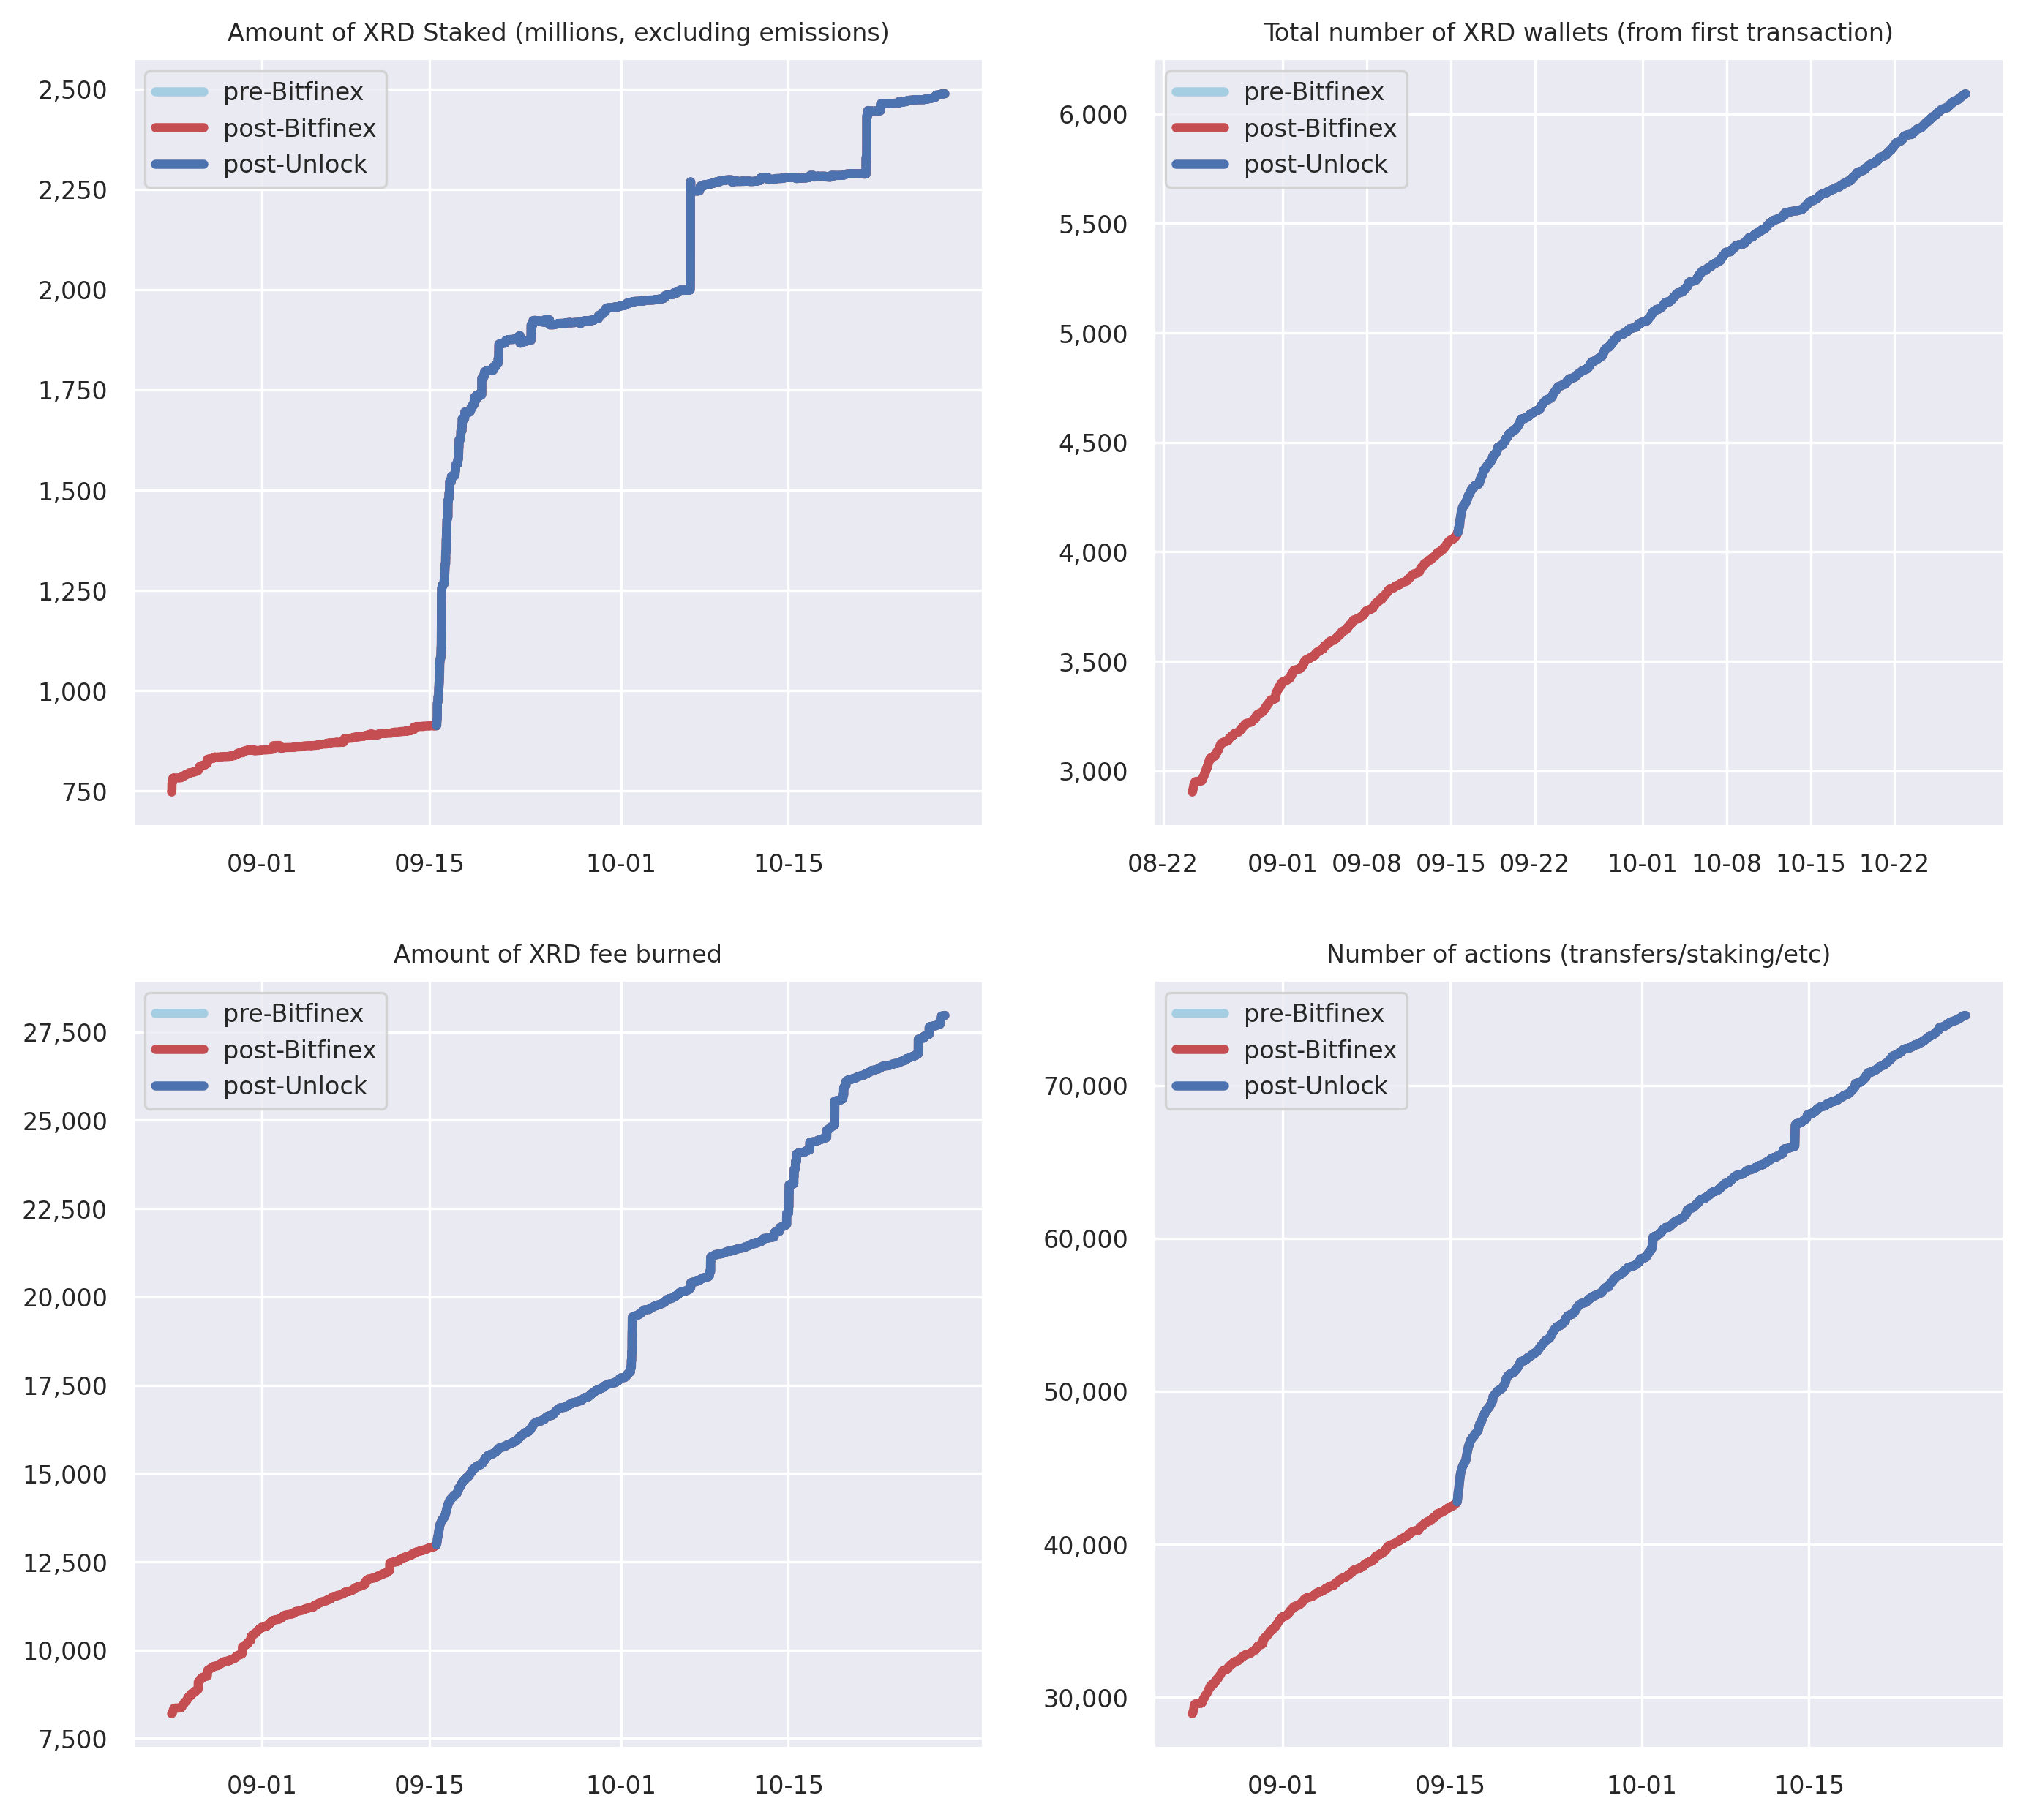 Amount of XRD Staked (millions, excluding emissions)
pre-Bitfinex
post-Bitfinex
post-Unlock
2,500
2,250
2,000
1,750
1,500
1,250
1,000
750
09-01 09-15 10-01 10-15
Total number of XRD wallets (from first transaction)
pre-Bitfinex
post-Bitfinex
post-Unlock
6,000
5,500
5,000
4,500
4,000
3,500
3,000
08-22 09-01 09-08 09-15 09-22 10-01 10-08 10-15 10-22
Amount of XRD fee burned
pre-Bitfinex
post-Bitfinex
post-Unlock
27,500
25,000
22,500
20,000
17,500
15,000
12,500
10,000
7,500
09-01 09-15 10-01 10-15
Number of actions (transfers/staking/etc)
pre-Bitfinex
post-Bitfinex
post-Unlock
70,000
60,000
50,000
40,000
30,000
09-01 09-15 10-01 10-15